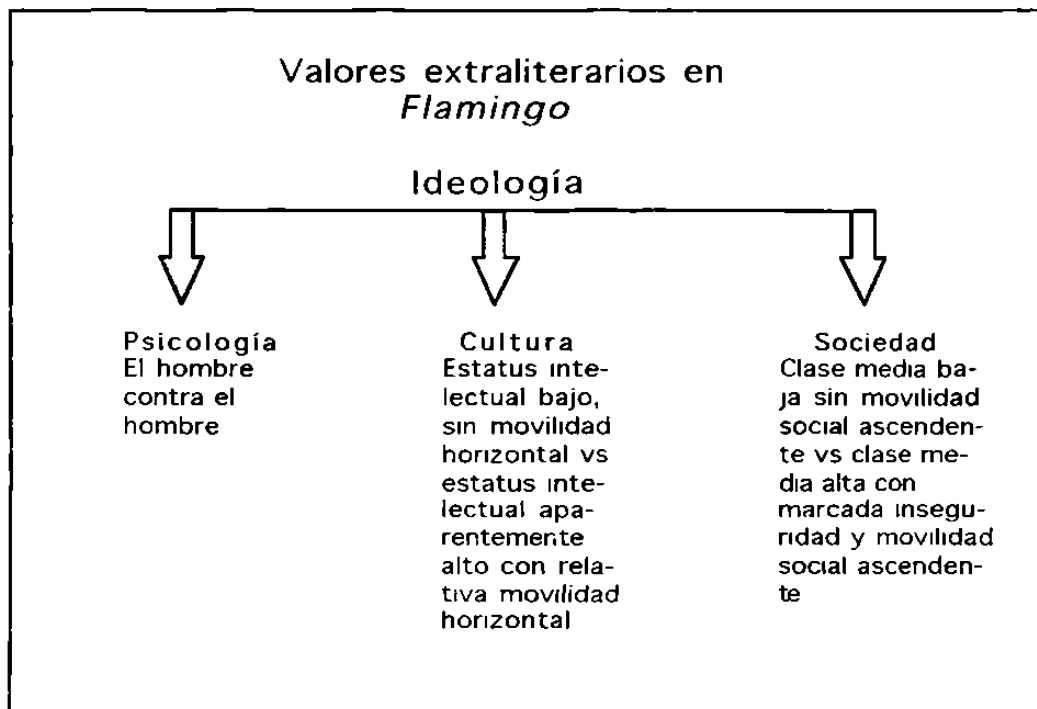 Valores extraliterarios en
Flamingo
Ideología
Psicología
El hombre
contra el
hombre
Cultura
Estatus inte-
lectual bajo,
sin movilidad
horizontal vs
estatus inte-
lectual apa-
rentemente
alto con rela-
tiva movilidad
horizontal
Sociedad
Clase media ba-
ja sin movilidad
social ascenden-
te vs clase me-
dia alta con
marcada insegu-
ridad y movilidad
social ascenden-
te